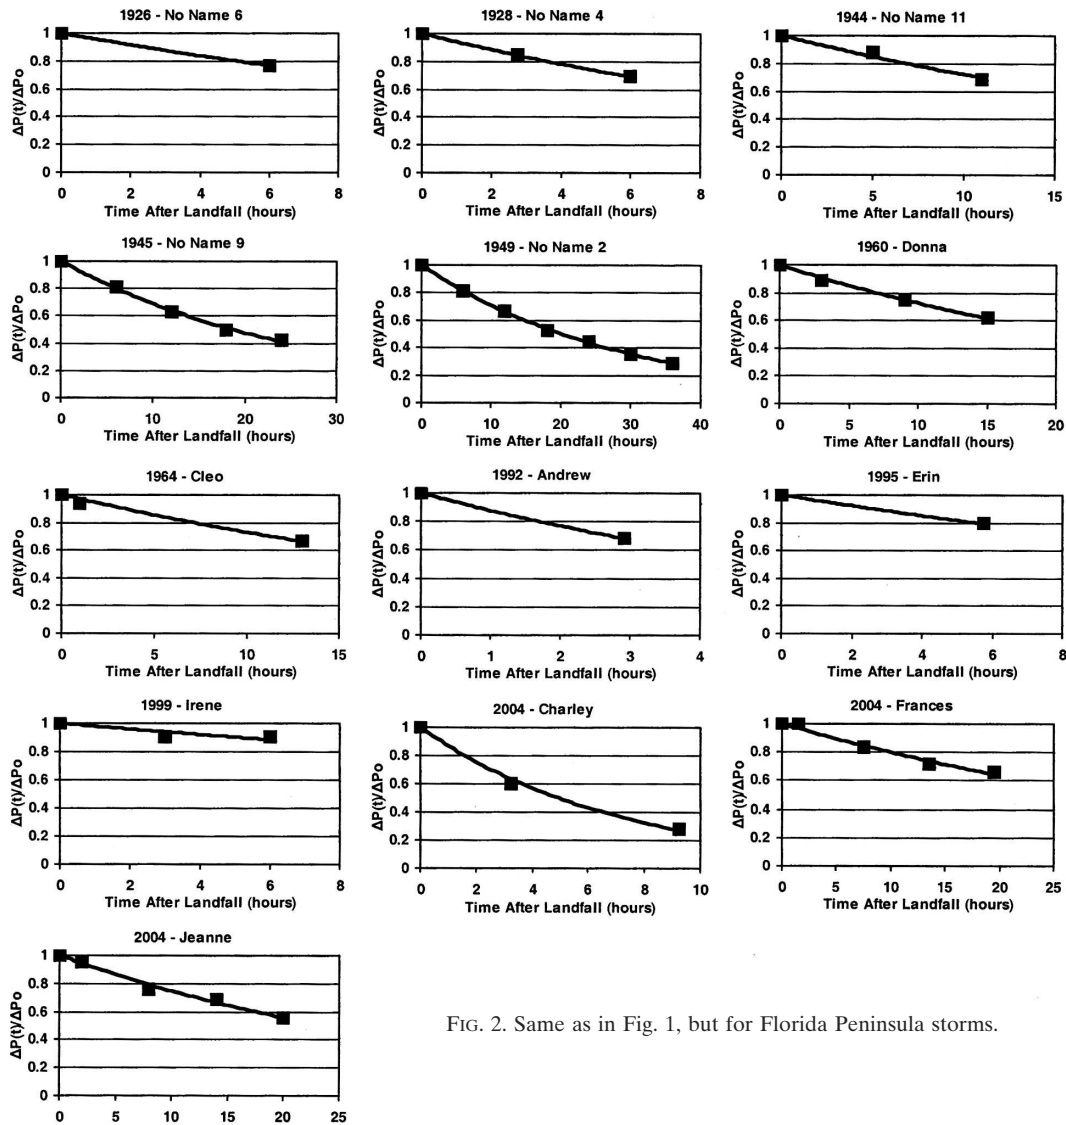 1926 - No Name 6
1
0.8
0.6
0.4
0.2
0
ΔP(t)/ΔPo
0 2 4 6 8
Time After Landfall (hours)
1928 - No Name 4
1
0.8
0.6
0.4
0.2
0
ΔP(t)/ΔPo
0 2 4 6 8
Time After Landfall (hours)
1944 - No Name 11
1
0.8
0.6
0.4
0.2
0
ΔP(t)/ΔPo
0 5 10 15
Time After Landfall (hours)
1945 - No Name 9
1
0.8
0.6
0.4
0.2
0
ΔP(t)/ΔPo
0 10 20 30
Time After Landfall (hours)
1949 - No Name 2
1
0.8
0.6
0.4
0.2
0
ΔP(t)/ΔPo
0 10 20 30 40
Time After Landfall (hours)
1960 - Donna
1
0.8
0.6
0.4
0.2
0
ΔP(t)/ΔPo
0 5 10 15 20
Time After Landfall (hours)
1964 - Cleo
1
0.8
0.6
0.4
0.2
0
ΔP(t)/ΔPo
0 5 10 15
Time After Landfall (hours)
1992 - Andrew
1
0.8
0.6
0.4
0.2
0
ΔP(t)/ΔPo
0 1 2 3 4
Time After Landfall (hours)
1995 - Erin
1
0.8
0.6
0.4
0.2
0
ΔP(t)/ΔPo
0 2 4 6 8
Time After Landfall (hours)
1999 - Irene
1
0.8
0.6
0.4
0.2
0
ΔP(t)/ΔPo
0 2 4 6 8
Time After Landfall (hours)
2004 - Charley
1
0.8
0.6
0.4
0.2
0
ΔP(t)/ΔPo
0 2 4 6 8 10
Time After Landfall (hours)
2004 - Frances
1
0.8
0.6
0.4
0.2
0
ΔP(t)/ΔPo
0 5 10 15 20 25
Time After Landfall (hours)
2004 - Jeanne
1
0.8
0.6
0.4
0.2
0
ΔP(t)/ΔPo
0 5 10 15 20 25
FIG. 2. Same as in Fig. 1, but for Florida Peninsula storms.